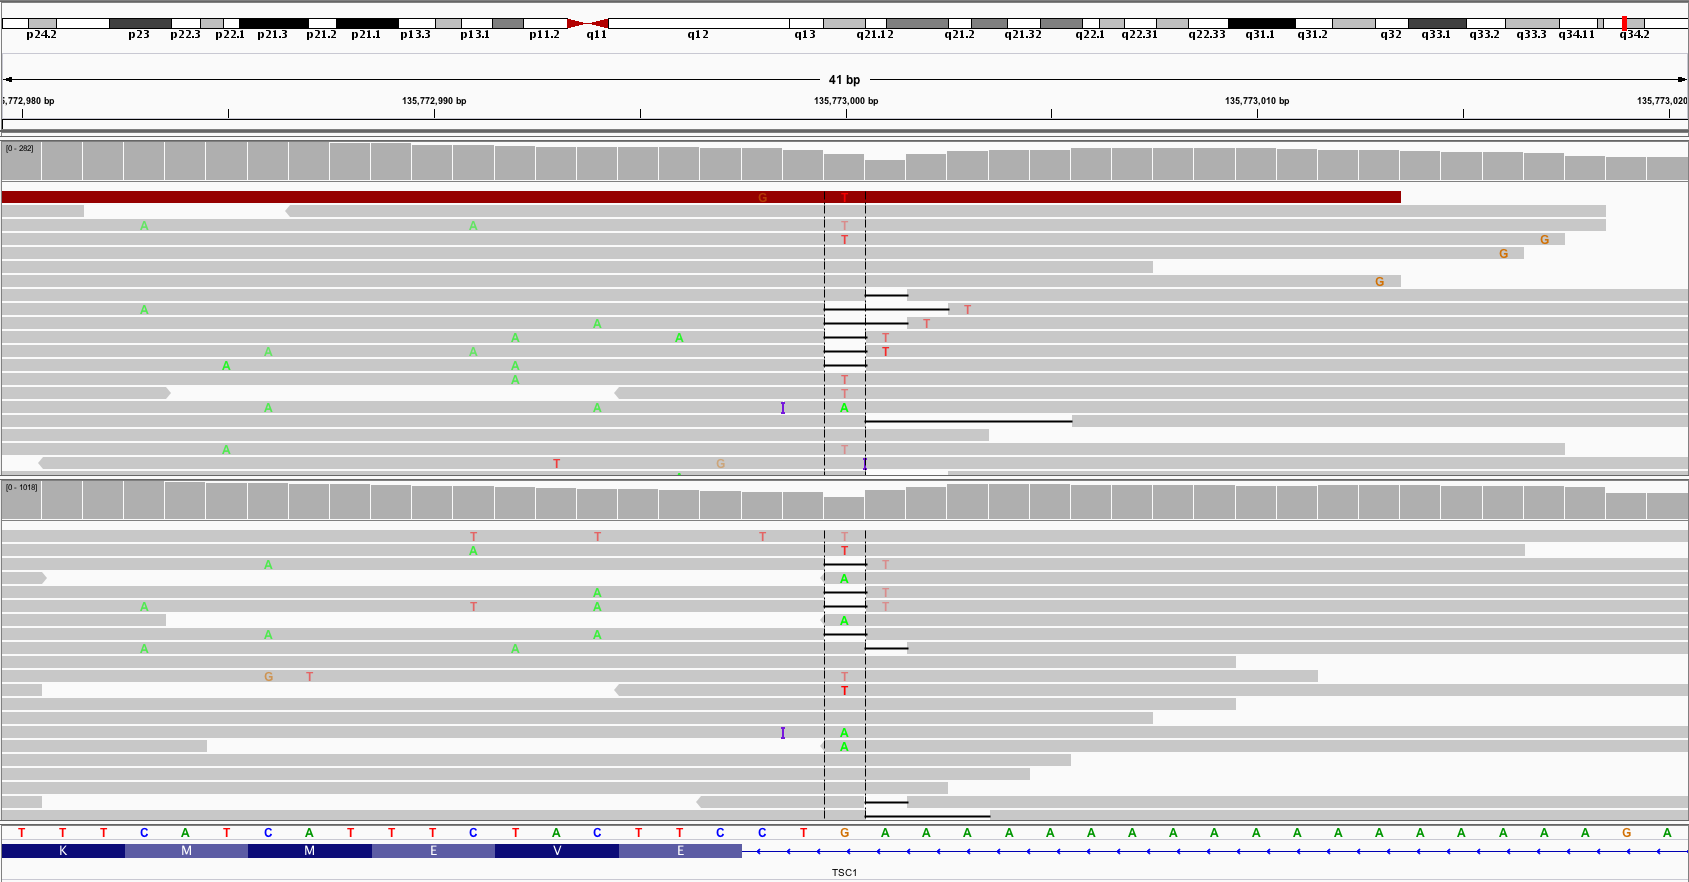 p24.2 p23 p22.3 p22.1 p21.3 p21.2 p21.1 p13.3 p13.1 p11.2 q11 q12 q13 q21.12 q21.2 q21.32 q22.1 q22.31 q22.33 q31.1 q31.2 q32 q33.1 q33.2 q33.3 q34.11 q34.2
41 bp
5,772,980 bp 135,772,990 bp 135,773,000 bp 135,773,010 bp 135,773,020
[0 - 282]
G T
A A T
T G
G
G
A T
A T
A A T
A A T
A A
A T
T
A A I A
A T
T G I
[0 - 1018]
T T T T
A T
A T
A
A T
A T A T
A
A A
A A
G T T
T
I A
A
T T T C A T C A T T T C T A C T T C C T G A A A A A A A A A A A A A A A A A A G A
K M M E V E
TSC1